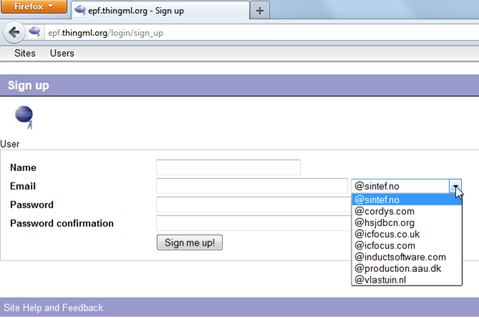 Firefox
epf.thingml.org - Sign up
epf.thingml.org/login/sign_up
Sites Users
Sign up
User
Name
Email @sintef.no
@sintef.no
Password @cordys.com
@hsjdbcn.org
Password confirmation @icfocus.co.uk
@icfocus.com
Sign me up! @inductsoftware.com
@production.aau.dk
@vlastuin.nl
Site Help and Feedback